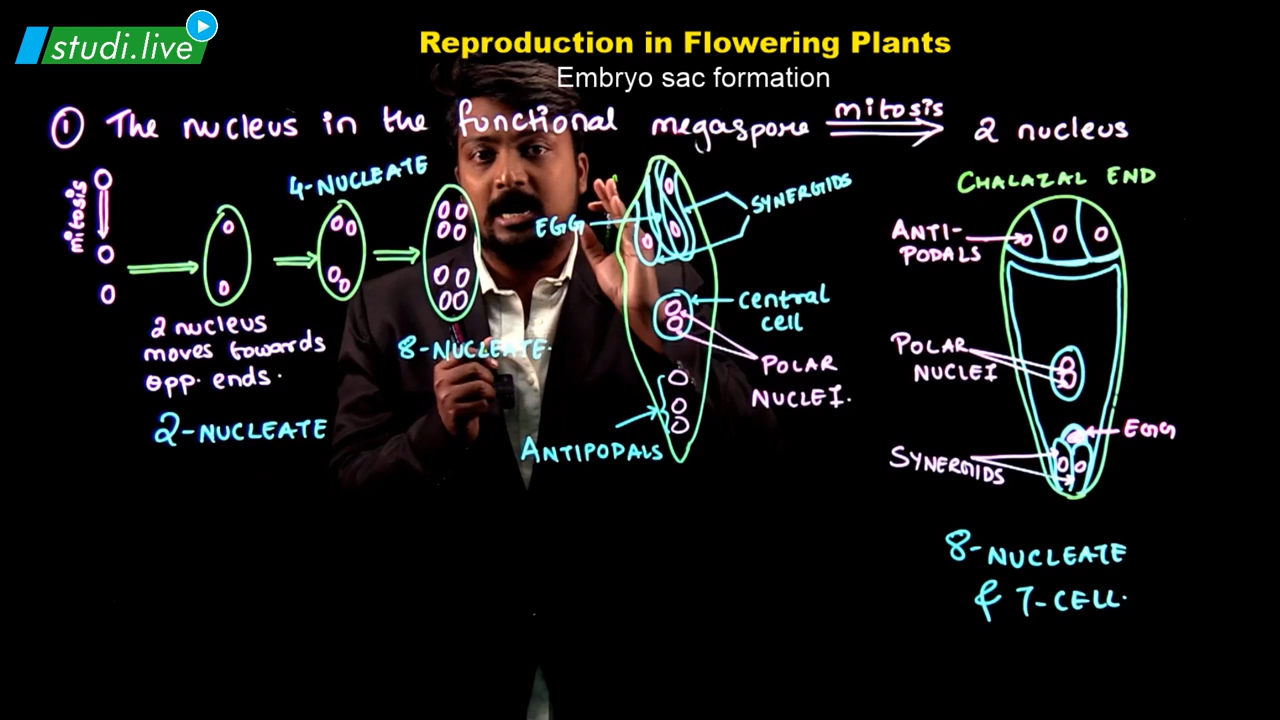 studi.live
Reproduction in Flowering Plants
Embryo sac formation
① The nucleus in the functional megaspore mitosis 2 nucleus
mitosis
2 nucleus
moves towards
opp. ends.
2-NUCLEATE
4-NUCLEATE
8-NUCLEATE.
EGG
SYNERGIDS
central
cell
POLAR
NUCLEI.
ANTIPODALS
CHALAZAL END
ANTI-
PODALS
POLAR
NUCLEI
EGG
SYNERGIDS
8-NUCLEATE
& 7-CELL.